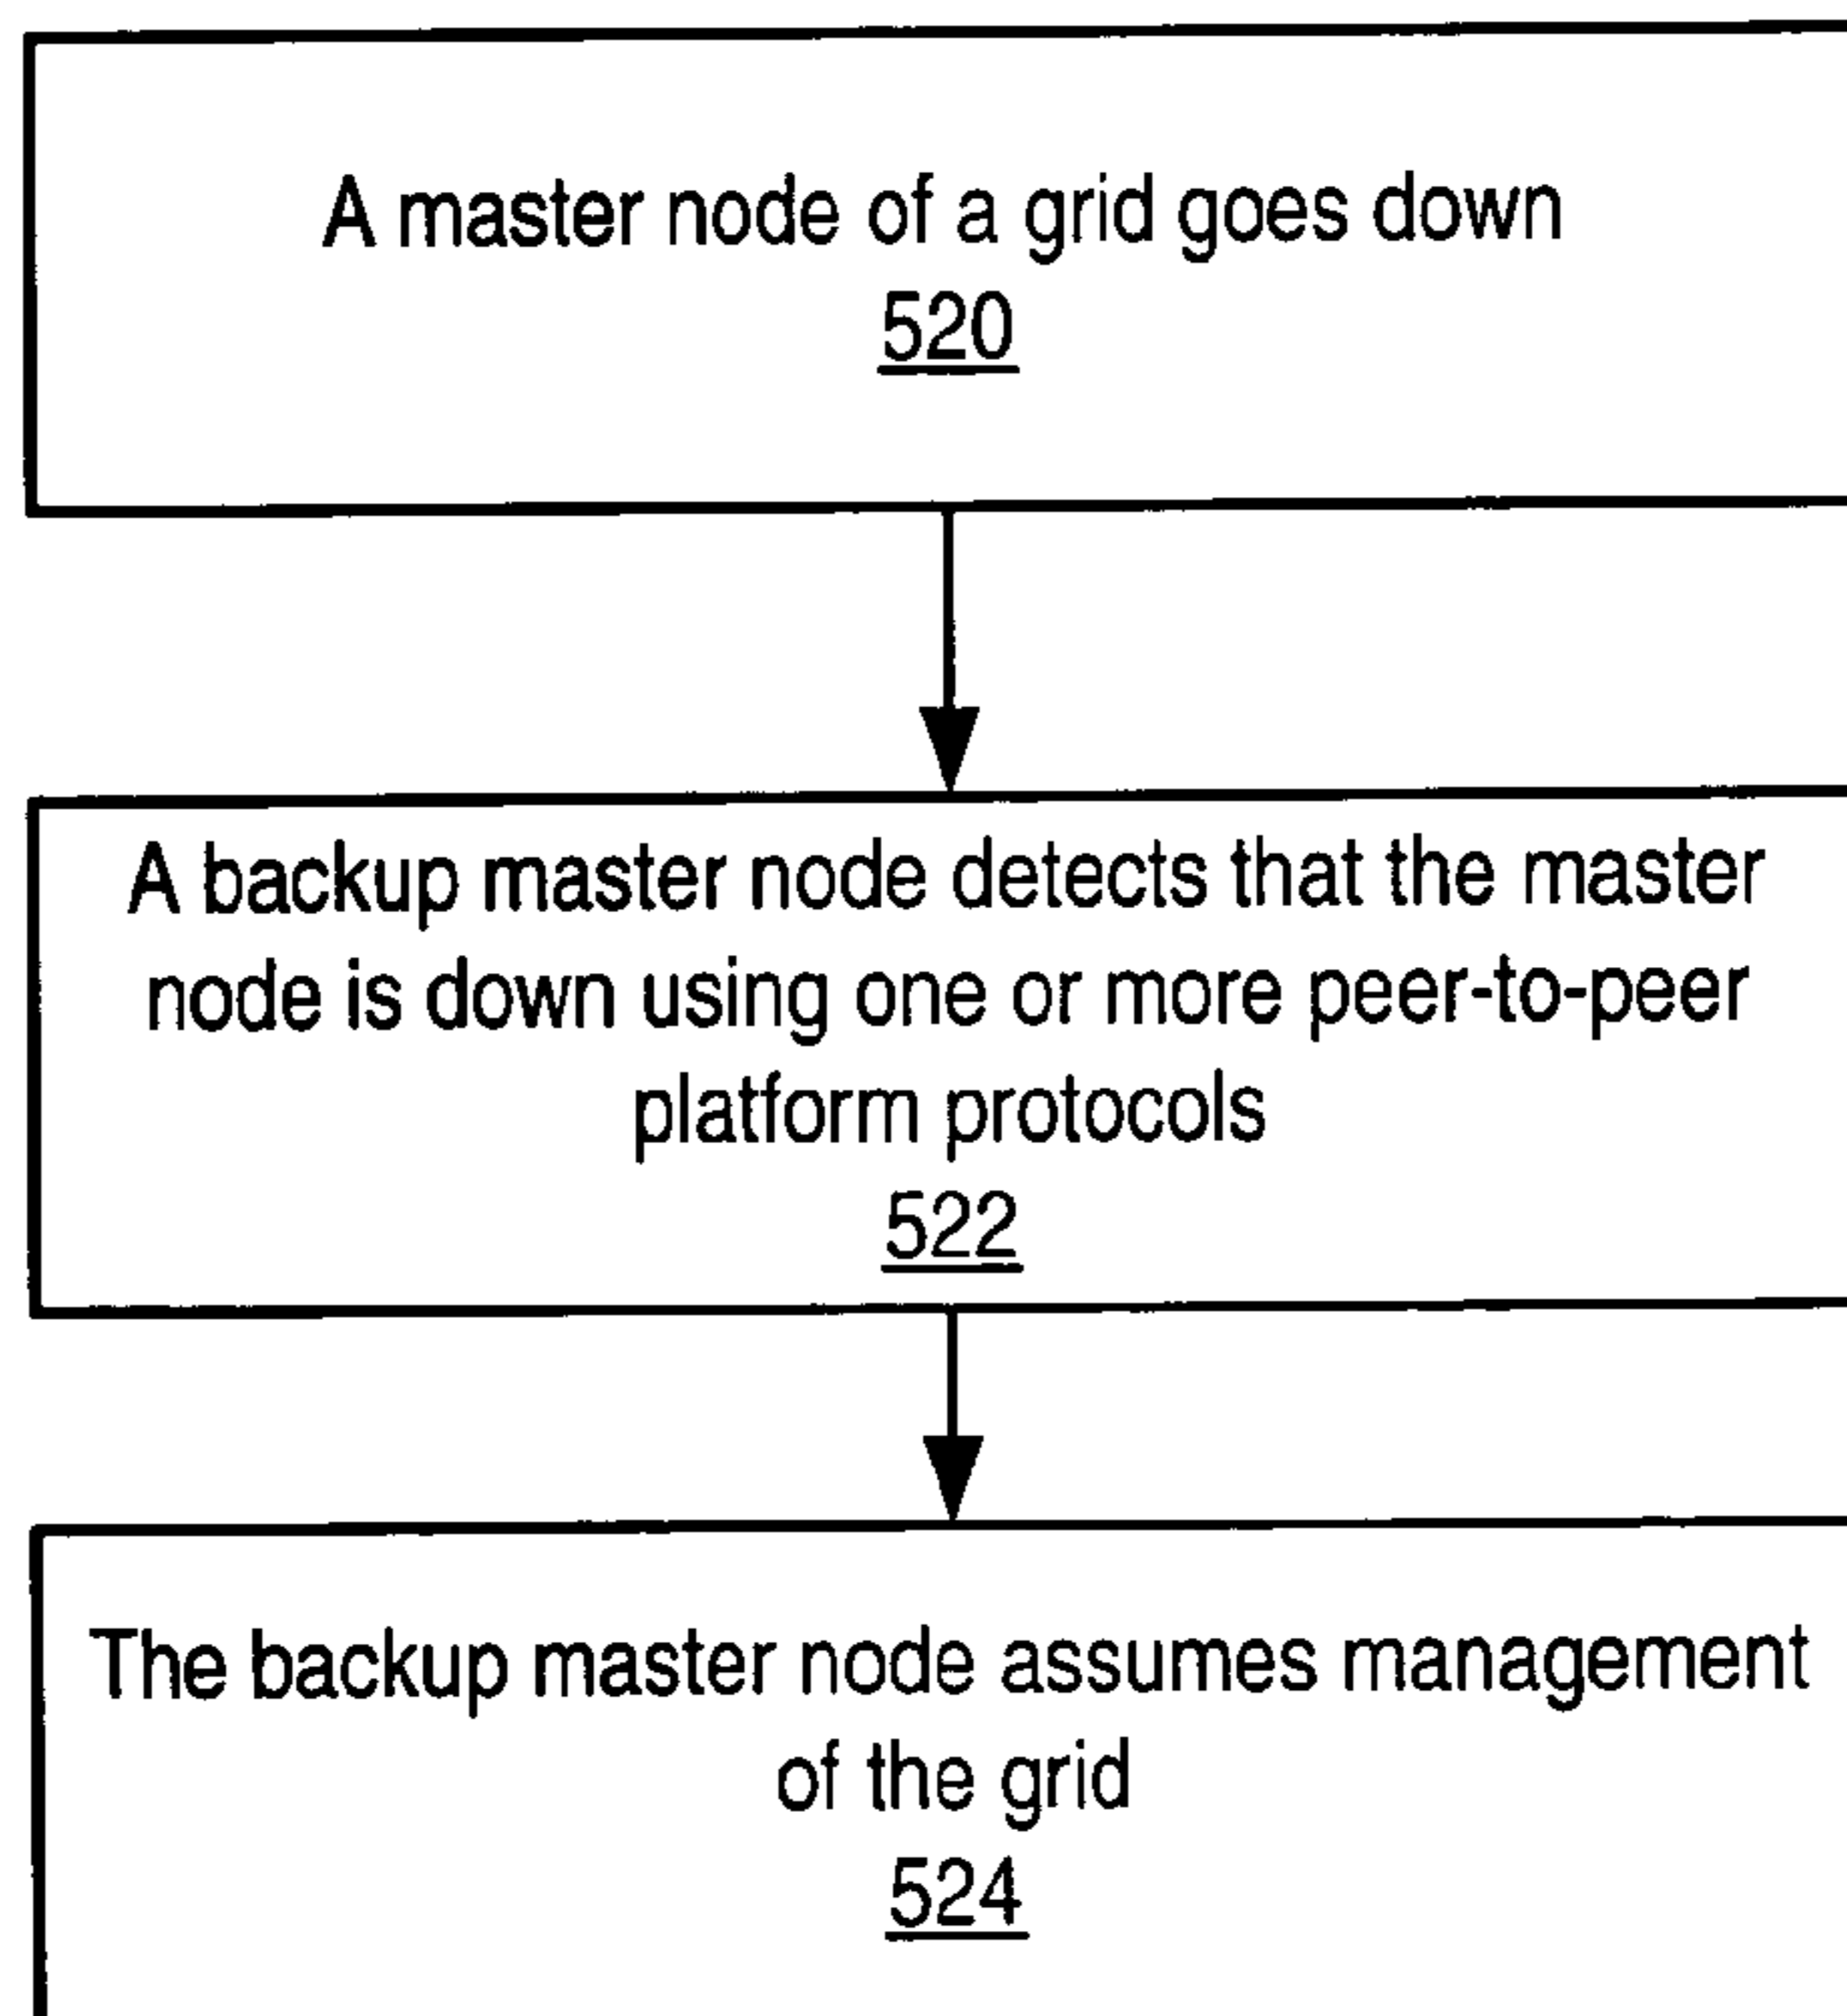 A master node of a grid goes down
520
A backup master node detects that the master
node is down using one or more peer-to-peer
platform protocols
522
The backup master node assumes management
of the grid
524